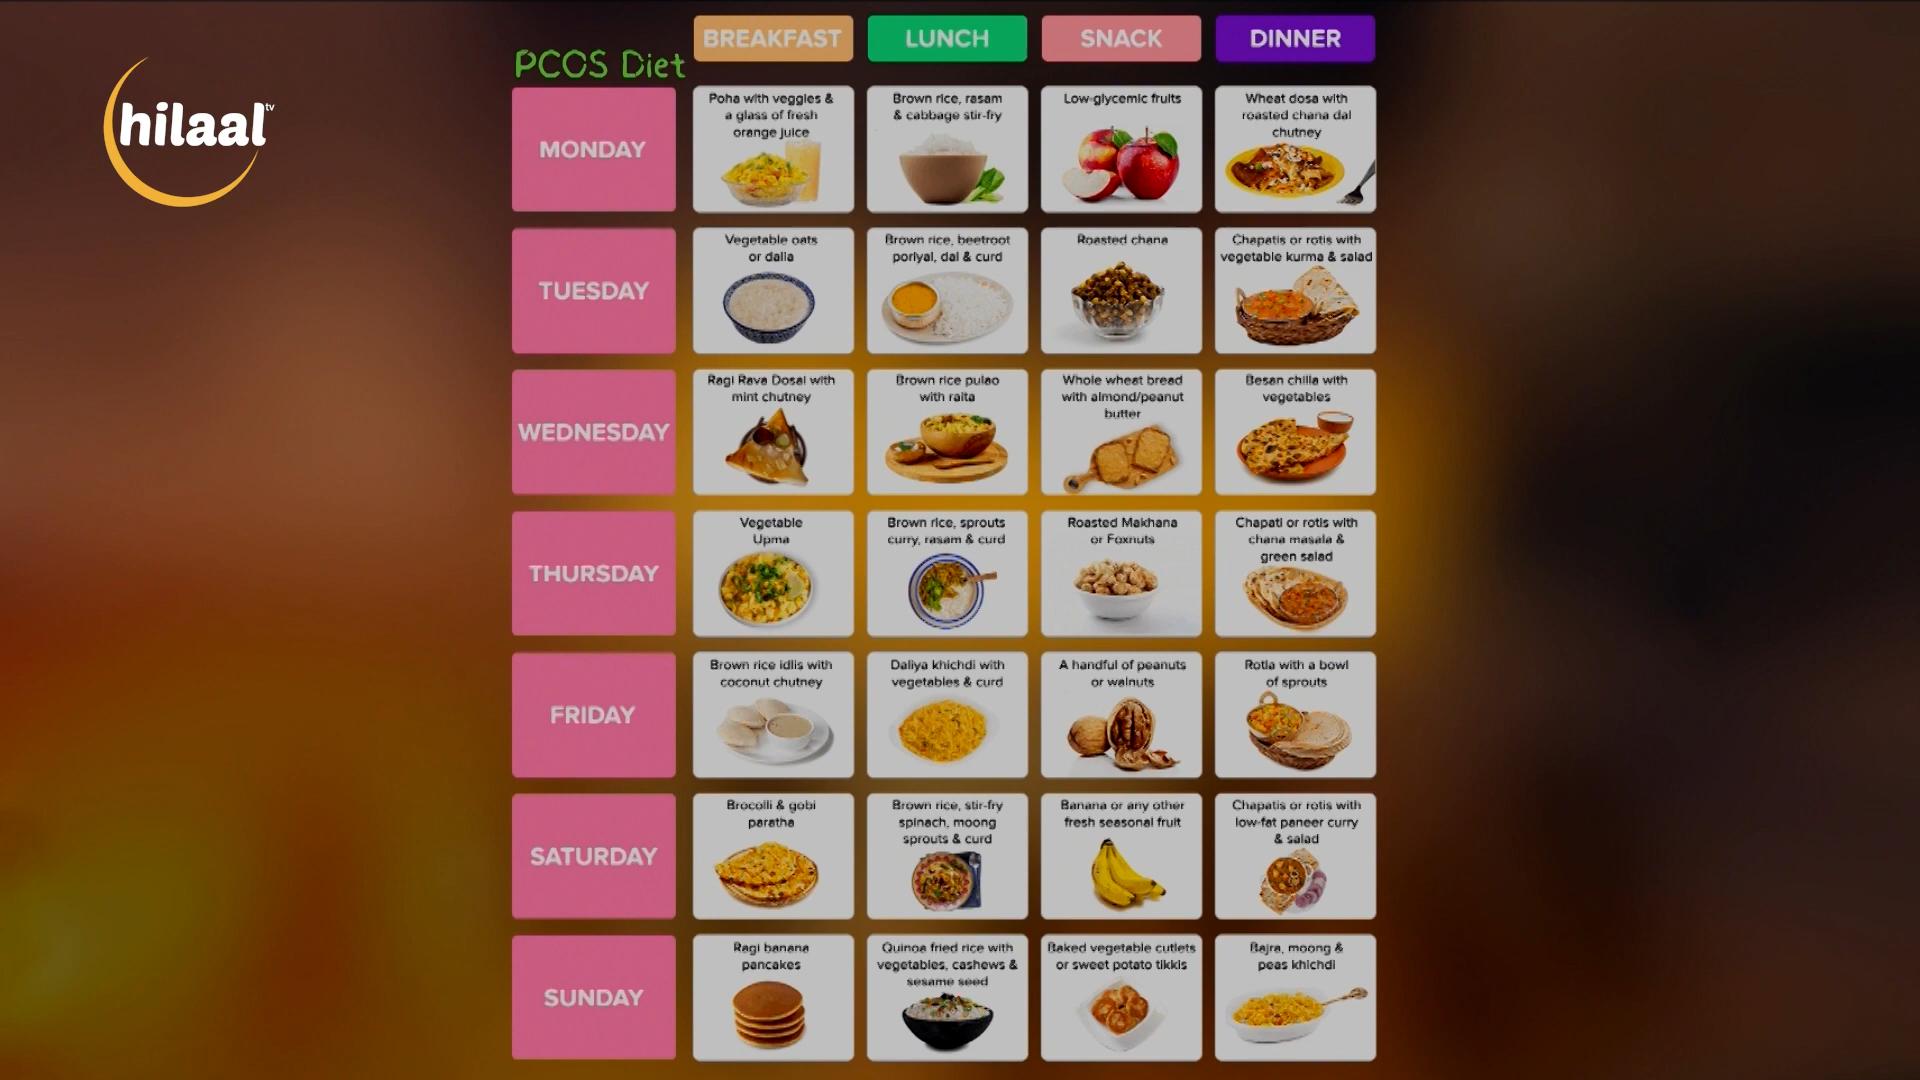 hilaal tv
PCOS Diet
BREAKFAST
LUNCH
SNACK
DINNER
MONDAY
Poha with veggies &
a glass of fresh
orange juice
Brown rice, rasam
& cabbage stir-fry
Low-glycemic fruits
Wheat dosa with
roasted chana dal
chutney
TUESDAY
Vegetable oats
or dalia
Brown rice, beetroot
poriyal, dal & curd
Roasted chana
Chapatis or rotis with
vegetable kurma & salad
WEDNESDAY
Ragi Rava Dosai with
mint chutney
Brown rice pulao
with raita
Whole wheat bread
with almond/peanut
butter
Besan chilla with
vegetables
THURSDAY
Vegetable
Upma
Brown rice, sprouts
curry, rasam & curd
Roasted Makhana
or Foxnuts
Chapati or rotis with
chana masala &
green salad
FRIDAY
Brown rice idlis with
coconut chutney
Daliya khichdi with
vegetables & curd
A handful of peanuts
or walnuts
Rotla with a bowl
of sprouts
SATURDAY
Brocolli & gobi
paratha
Brown rice, stir-fry
spinach, moong
sprouts & curd
Banana or any other
fresh seasonal fruit
Chapatis or rotis with
low-fat paneer curry
& salad
SUNDAY
Ragi banana
pancakes
Quinoa fried rice with
vegetables, cashews &
sesame seed
Baked vegetable cutlets
or sweet potato tikkis
Bajra, moong &
peas khichdi